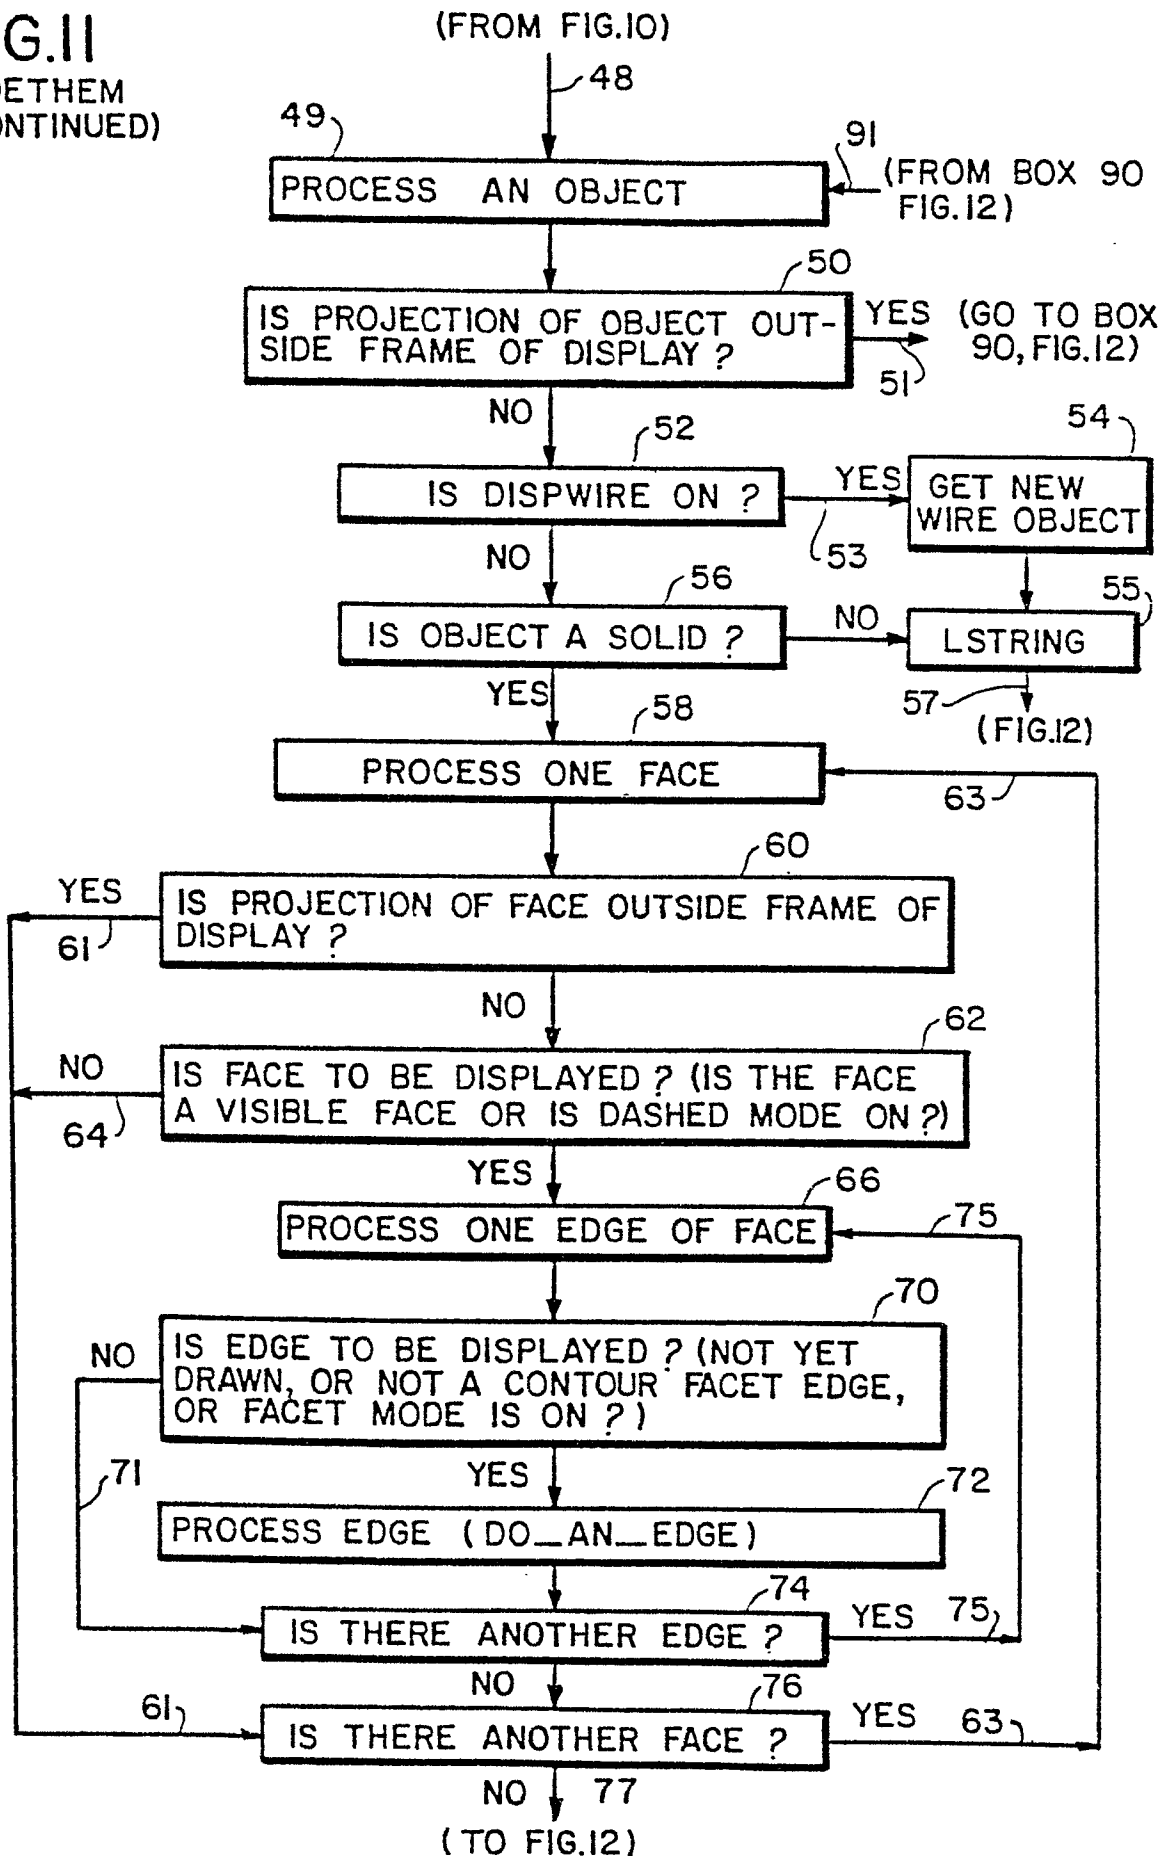 G.11
ETHEM
ONTINUED)
(FROM FIG.10)
48
49
PROCESS AN OBJECT
91
(FROM BOX 90
FIG.12)
50
IS PROJECTION OF OBJECT OUT-
SIDE FRAME OF DISPLAY ?
YES
51
(GO TO BOX
90, FIG.12)
NO
52
IS DISPWIRE ON ?
YES
53
54
GET NEW
WIRE OBJECT
NO
56
IS OBJECT A SOLID ?
NO
55
LSTRING
57
(FIG.12)
YES
58
PROCESS ONE FACE
63
60
IS PROJECTION OF FACE OUTSIDE FRAME OF
DISPLAY ?
YES
61
NO
62
IS FACE TO BE DISPLAYED ? (IS THE FACE
A VISIBLE FACE OR IS DASHED MODE ON ?)
NO
64
YES
66
PROCESS ONE EDGE OF FACE
75
70
IS EDGE TO BE DISPLAYED ? (NOT YET
DRAWN, OR NOT A CONTOUR FACET EDGE,
OR FACET MODE IS ON ? )
NO
71
YES
72
PROCESS EDGE (DO_AN_EDGE)
74
IS THERE ANOTHER EDGE ?
YES
75
NO
76
61
IS THERE ANOTHER FACE ?
YES
63
NO
77
(TO FIG.12)